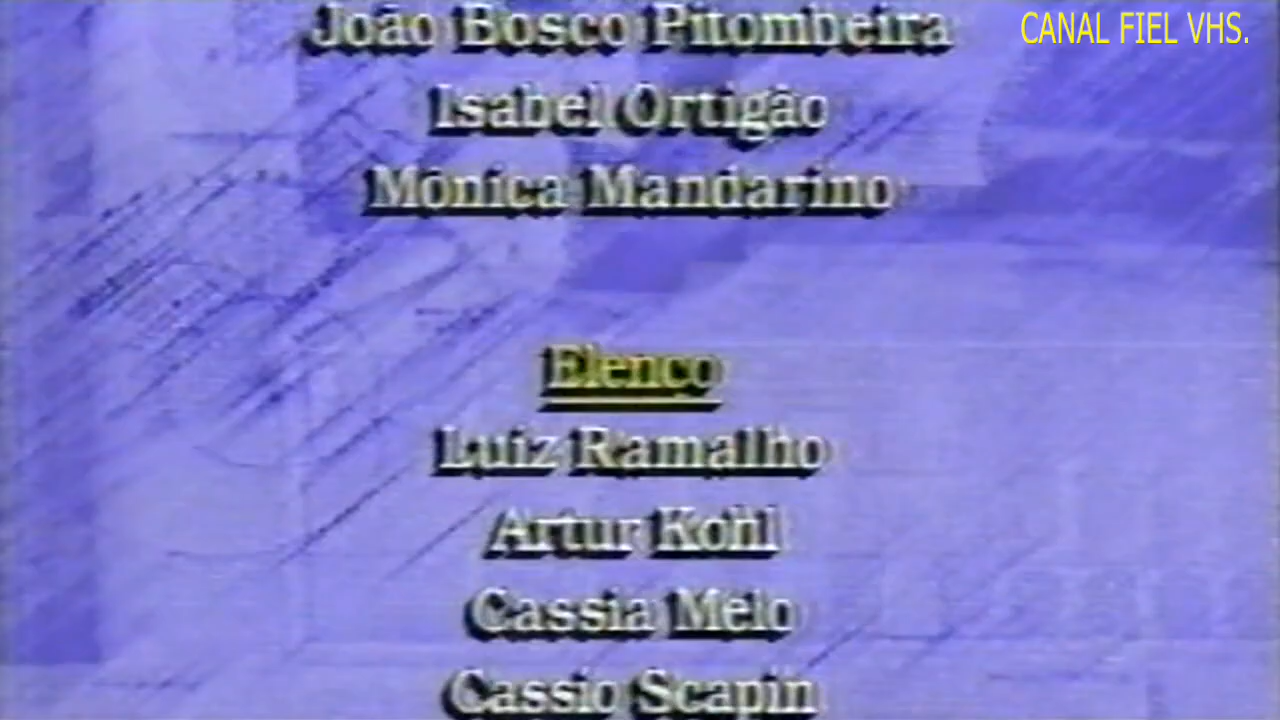 CANAL FIEL VHS.
João Bosco Pitombeira
Isabel Ortigão
Mônica Mandarino
Elenco
Luiz Ramalho
Artur Kohl
Cassia Melo
Cassio Scapin